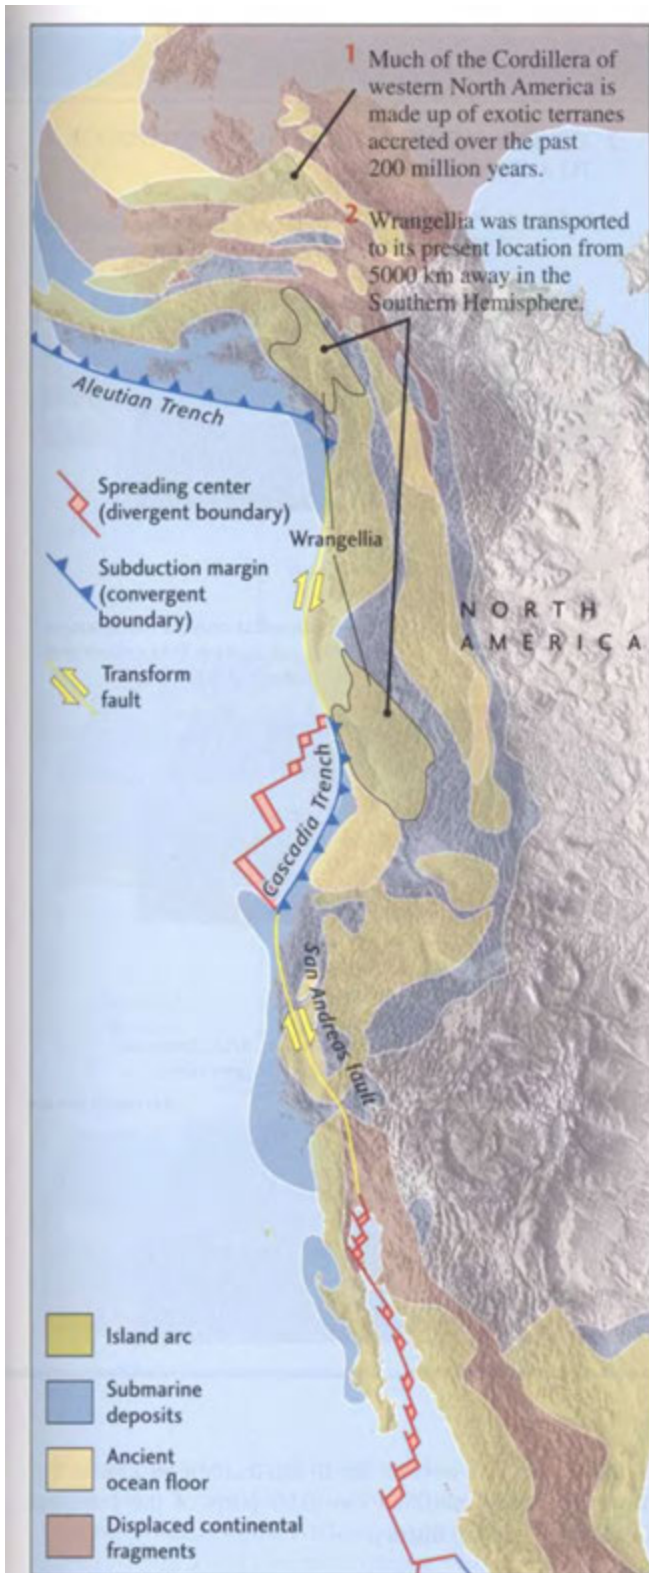 1 Much of the Cordillera of
western North America is
made up of exotic terranes
accreted over the past
200 million years.
2 Wrangellia was transported
to its present location from
5000 km away in the
Southern Hemisphere.
Aleutian Trench
Spreading center
(divergent boundary)
Wrangellia
Subduction margin
(convergent
boundary)
NORTH
AMERICA
Transform
fault
Cascadia Trench
San Andreas fault
Island arc
Submarine
deposits
Ancient
ocean floor
Displaced continental
fragments